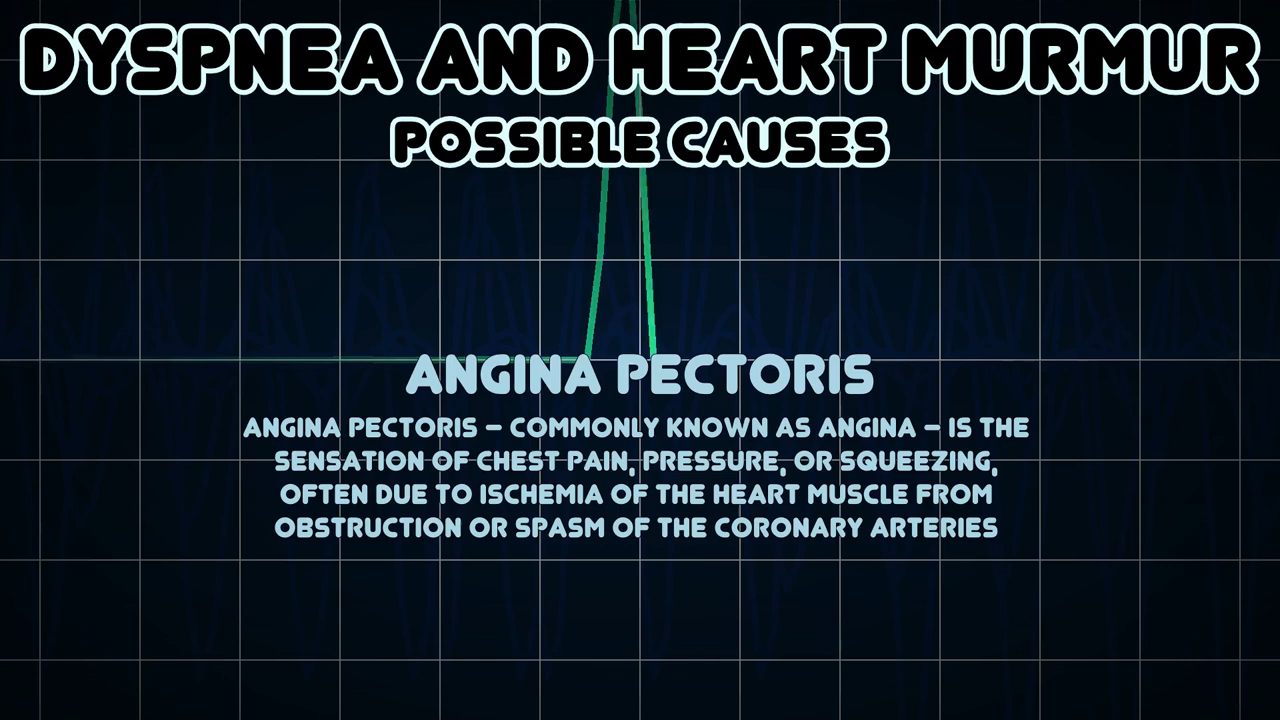 DYSPNEA AND HEART MURMUR
POSSIBLE CAUSES
ANGINA PECTORIS
ANGINA PECTORIS – COMMONLY KNOWN AS ANGINA – IS THE
SENSATION OF CHEST PAIN, PRESSURE, OR SQUEEZING,
OFTEN DUE TO ISCHEMIA OF THE HEART MUSCLE FROM
OBSTRUCTION OR SPASM OF THE CORONARY ARTERIES